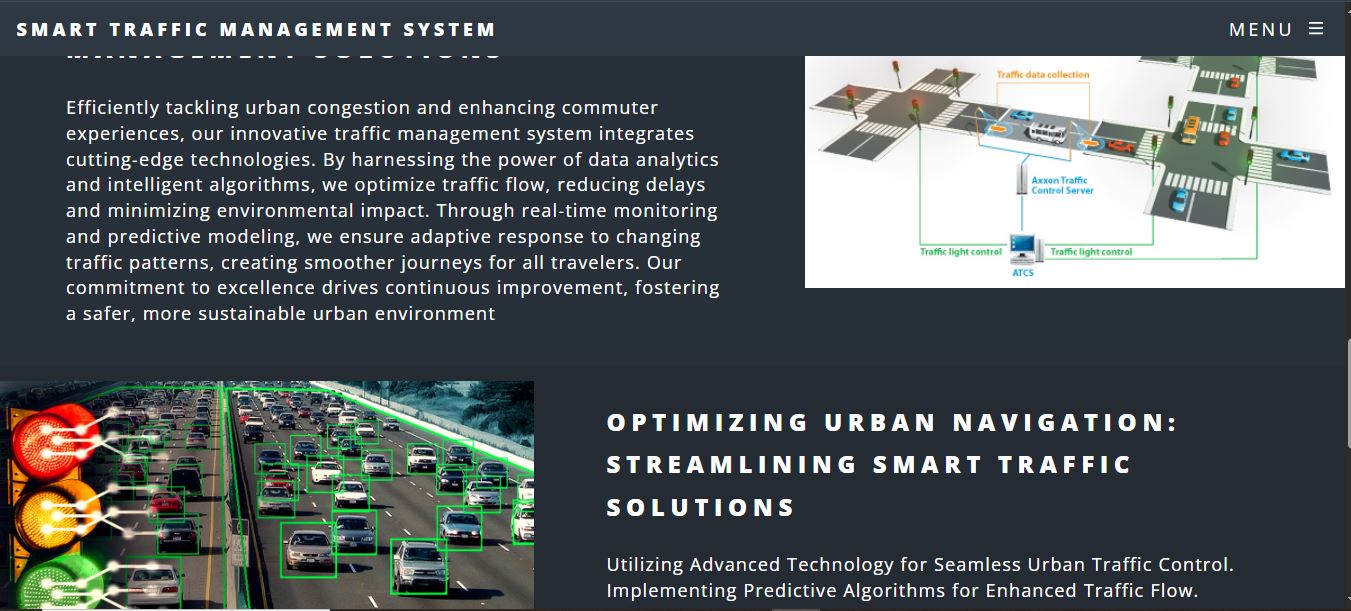 SMART TRAFFIC MANAGEMENT SYSTEM
MENU
MANAGEMENT SOLUTIONS
Efficiently tackling urban congestion and enhancing commuter
experiences, our innovative traffic management system integrates
cutting-edge technologies. By harnessing the power of data analytics
and intelligent algorithms, we optimize traffic flow, reducing delays
and minimizing environmental impact. Through real-time monitoring
and predictive modeling, we ensure adaptive response to changing
traffic patterns, creating smoother journeys for all travelers. Our
commitment to excellence drives continuous improvement, fostering
a safer, more sustainable urban environment
Traffic data collection
Axxon Traffic
Control Server
Traffic light control
Traffic light control
ATCS
OPTIMIZING URBAN NAVIGATION:
STREAMLINING SMART TRAFFIC
SOLUTIONS
Utilizing Advanced Technology for Seamless Urban Traffic Control.
Implementing Predictive Algorithms for Enhanced Traffic Flow.